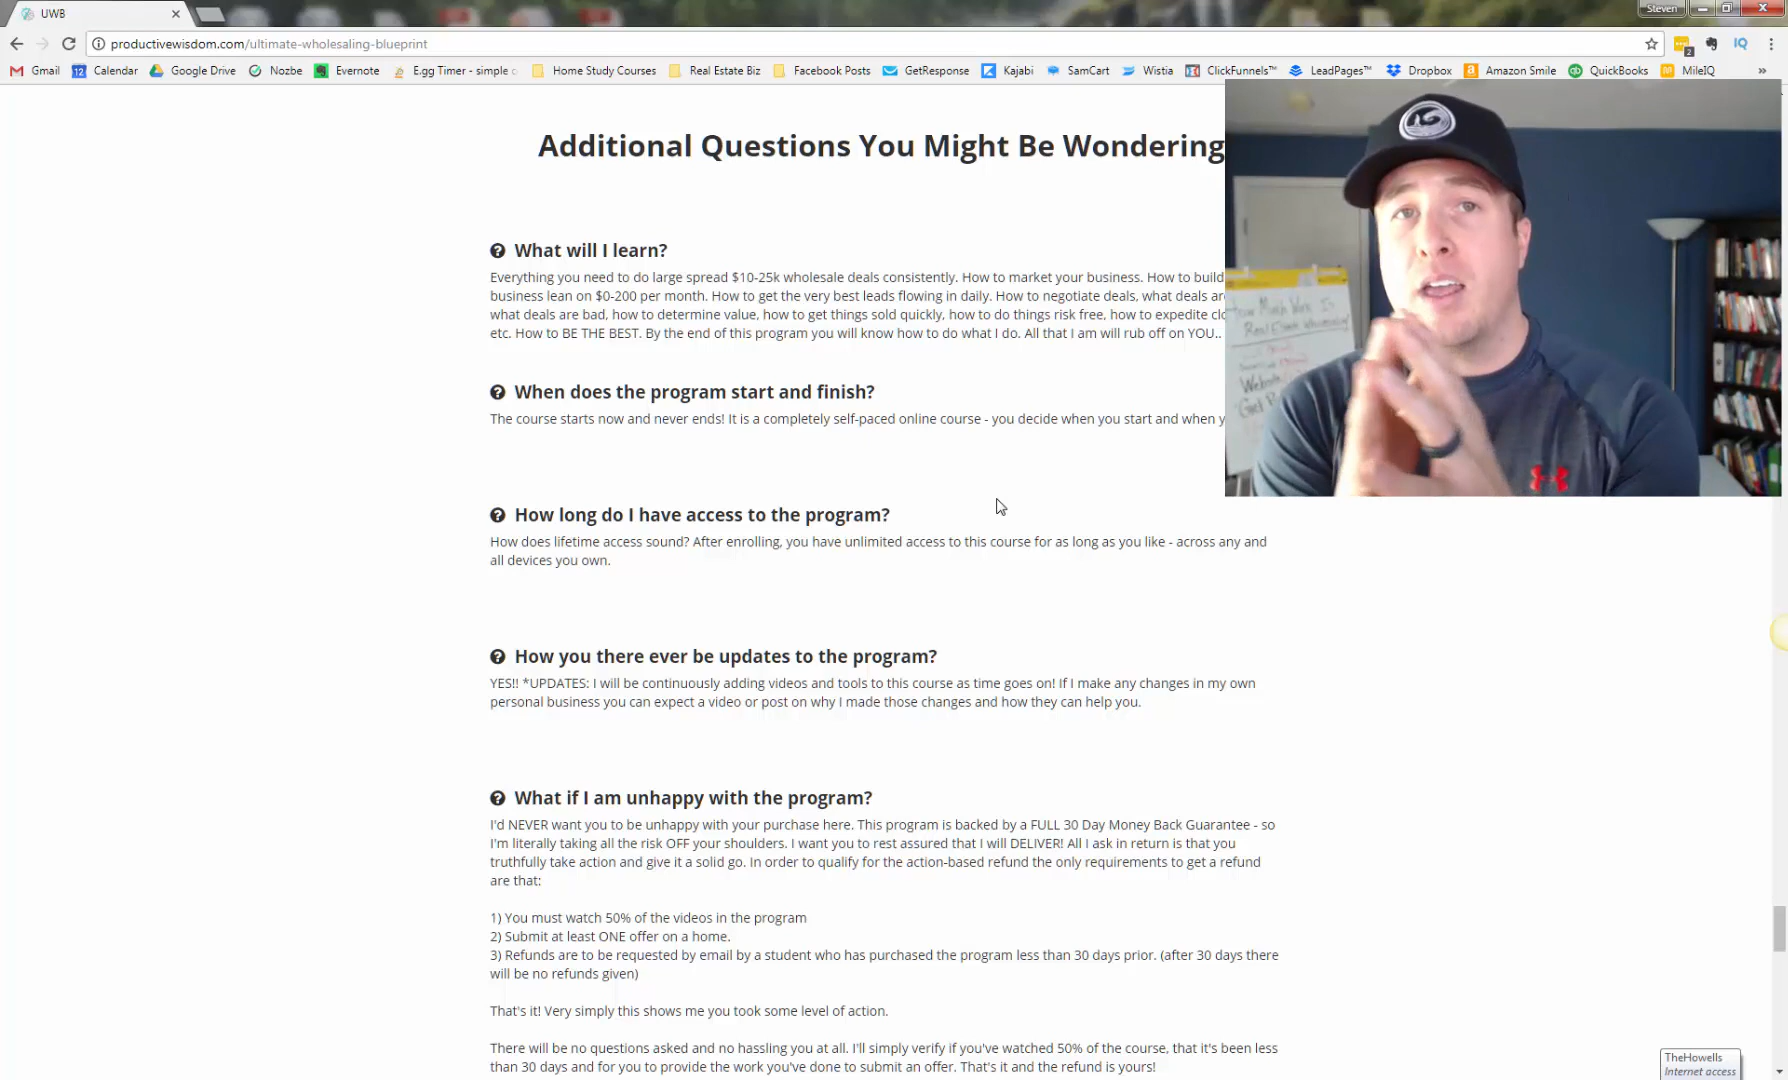 UWB
Steven
productivewisdom.com/ultimate-wholesaling-blueprint
2
Gmail
12
Calendar
Google Drive
Nozbe
Evernote
E.gg Timer - simple c
Home Study Courses
Real Estate Biz
Facebook Posts
GetResponse
Kajabi
SamCart
Wistia
ClickFunnels™
LeadPages™
Dropbox
Amazon Smile
QuickBooks
MileIQ
Additional Questions You Might Be Wondering
What will I learn?
Everything you need to do large spread $10-25k wholesale deals consistently. How to market your business. How to build
business lean on $0-200 per month. How to get the very best leads flowing in daily. How to negotiate deals, what deals are
what deals are bad, how to determine value, how to get things sold quickly, how to do things risk free, how to expedite clo
etc. How to BE THE BEST. By the end of this program you will know how to do what I do. All that I am will rub off on YOU..
How Much Work Is
Real Estate Wholesaling
Website
When does the program start and finish?
The course starts now and never ends! It is a completely self-paced online course - you decide when you start and when y
How long do I have access to the program?
How does lifetime access sound? After enrolling, you have unlimited access to this course for as long as you like - across any and
all devices you own.
How you there ever be updates to the program?
YES!! *UPDATES: I will be continuously adding videos and tools to this course as time goes on! If I make any changes in my own
personal business you can expect a video or post on why I made those changes and how they can help you.
What if I am unhappy with the program?
I'd NEVER want you to be unhappy with your purchase here. This program is backed by a FULL 30 Day Money Back Guarantee - so
I'm literally taking all the risk OFF your shoulders. I want you to rest assured that I will DELIVER! All I ask in return is that you
truthfully take action and give it a solid go. In order to qualify for the action-based refund the only requirements to get a refund
are that:
1) You must watch 50% of the videos in the program
2) Submit at least ONE offer on a home.
3) Refunds are to be requested by email by a student who has purchased the program less than 30 days prior. (after 30 days there
will be no refunds given)
That's it! Very simply this shows me you took some level of action.
There will be no questions asked and no hassling you at all. I'll simply verify if you've watched 50% of the course, that it's been less
than 30 days and for you to provide the work you've done to submit an offer. That's it and the refund is yours!
TheHowells
Internet access